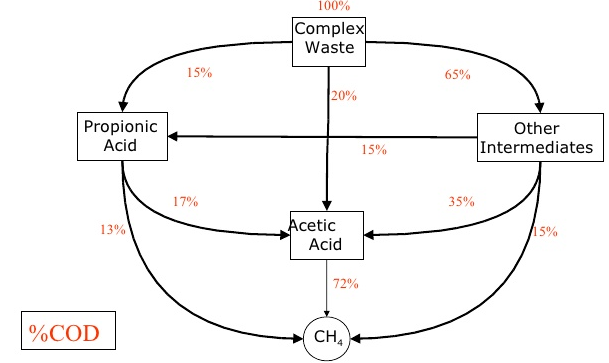 100%
Complex
Waste
15%
65%
20%
Propionic
Acid
Other
Intermediates
15%
17%
35%
13%
Acetic
Acid
15%
72%
CH₄
%COD